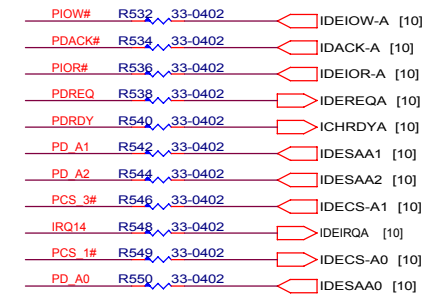 PIOW# R532 33-0402 IDEIOW-A [10]
PDACK# R534 33-0402 IDACK-A [10]
PIOR# R536 33-0402 IDEIOR-A [10]
PDREQ R538 33-0402 IDEREQA [10]
PDRDY R540 33-0402 ICHRDYA [10]
PD_A1 R542 33-0402 IDESAA1 [10]
PD_A2 R544 33-0402 IDESAA2 [10]
PCS_3# R546 33-0402 IDECS-A1 [10]
IRQ14 R548 33-0402 IDEIRQA [10]
PCS_1# R549 33-0402 IDECS-A0 [10]
PD_A0 R550 33-0402 IDESAA0 [10]